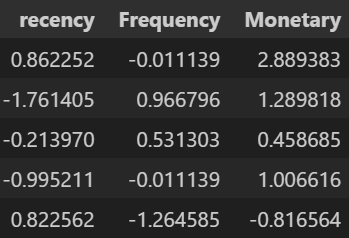 recency Frequency Monetary
0.862252 -0.011139 2.889383
-1.761405 0.966796 1.289818
-0.213970 0.531303 0.458685
-0.995211 -0.011139 1.006616
0.822562 -1.264585 -0.816564